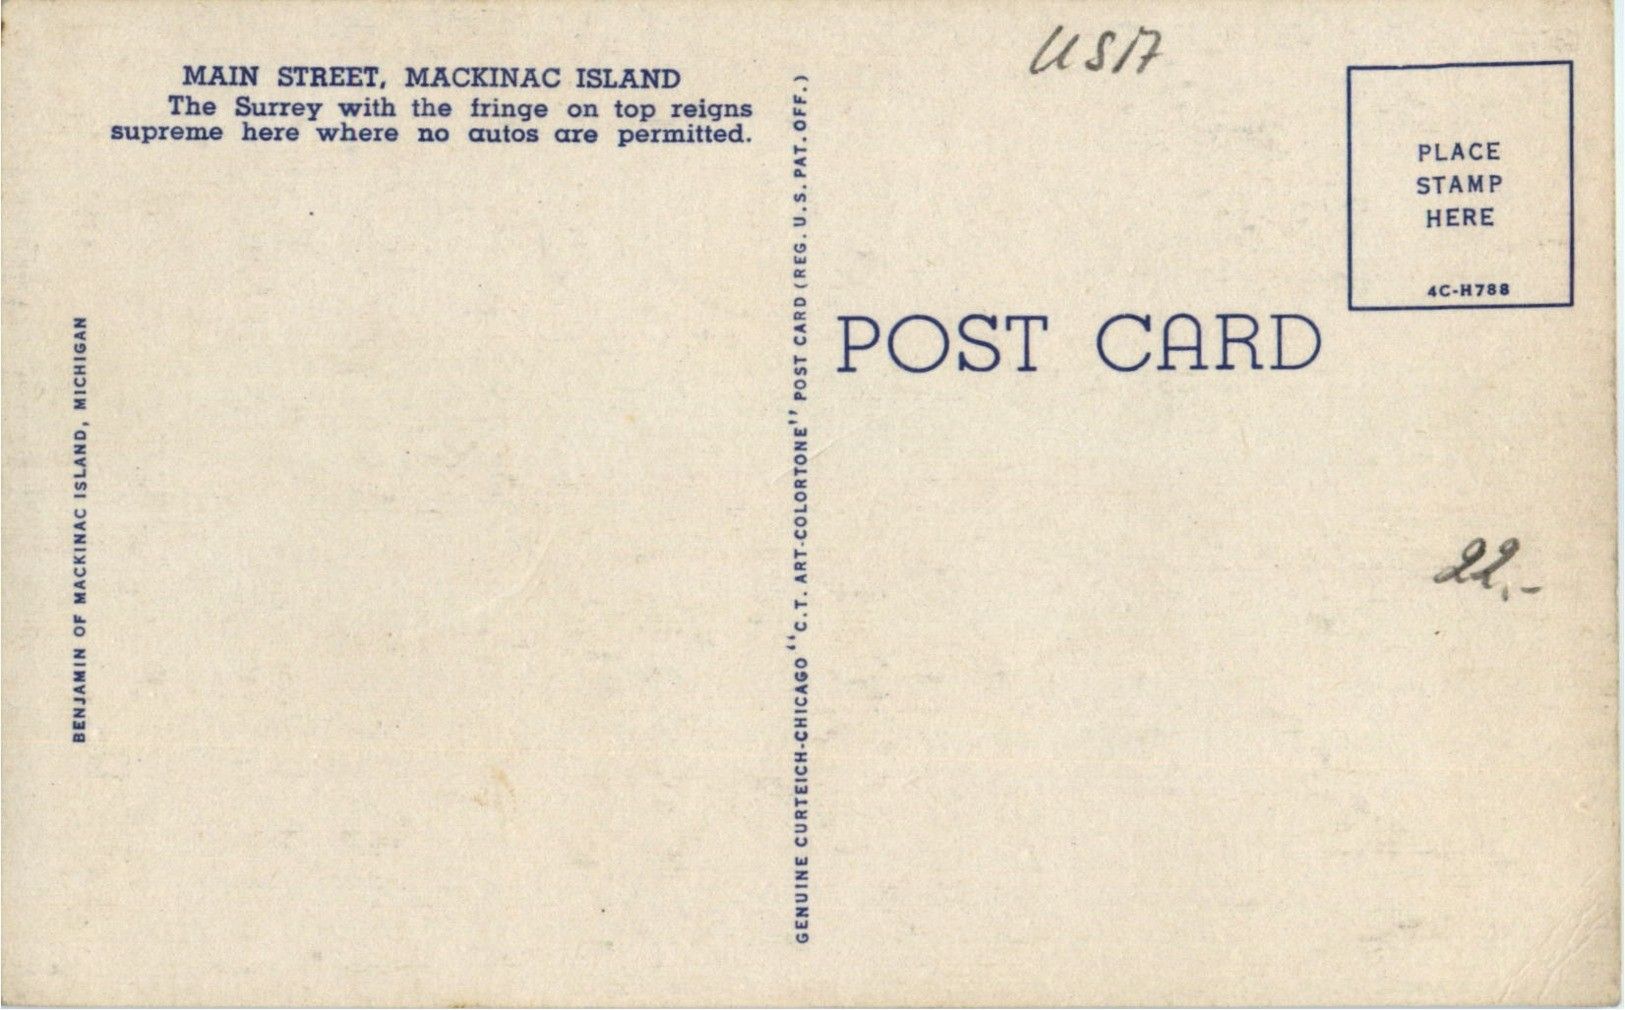 MAIN STREET, MACKINAC ISLAND
The Surrey with the fringe on top reigns
supreme here where no autos are permitted.
BENJAMIN OF MACKINAC ISLAND, MICHIGAN
GENUINE CURTEICH-CHICAGO "C.T. ART-COLORTONE" POST CARD (REG. U.S. PAT. OFF.)
USA
PLACE
STAMP
HERE
4C-H788
POST CARD
22.-